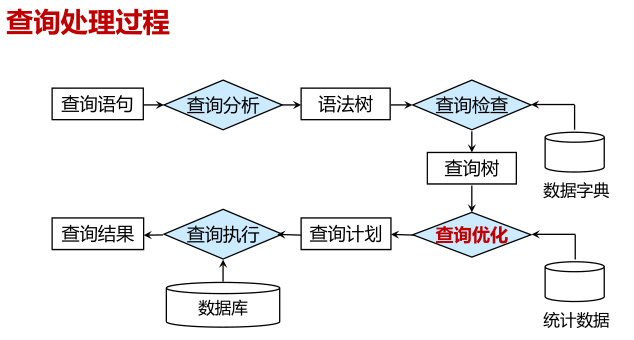 查询处理过程
查询语句
查询分析
语法树
查询检查
查询树
数据字典
查询结果
查询执行
查询计划
查询优化
数据库
统计数据